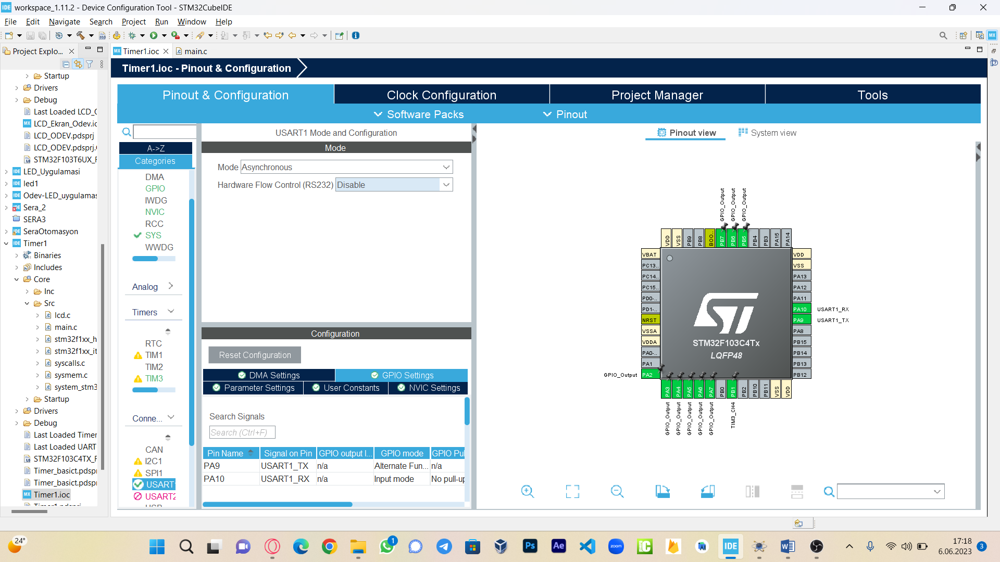 workspace_1.11.2 - Device Configuration Tool - STM32CubeIDE
File Edit Navigate Search Project Run Window Help
Project Explo...
Timer1.ioc
main.c
Timer1.ioc - Pinout & Configuration
Pinout & Configuration
Clock Configuration
Project Manager
Tools
Software Packs
Pinout
Startup
Drivers
Debug
Last Loaded LCD_
LCD_Ekran_Odev.io
LCD_ODEV.pdsprj
LCD_ODEV.pdsprj.
STM32F103T6UX_F
LED_Uygulamasi
led1
Odev-LED_uygulamas
Sera_2
SERA3
SeraOtomasyon
Timer1
Binaries
Includes
Core
Inc
Src
lcd.c
main.c
stm32f1xx_h
stm32f1xx_it
syscalls.c
sysmem.c
system_stm3
Startup
Drivers
Debug
Last Loaded Timer
Last Loaded UART
STM32F103C4TX_F
Timer_basict.pdspr
Timer_basict.pdspr
Timer1.ioc
A->Z
Categories
DMA
GPIO
IWDG
NVIC
RCC
SYS
WWDG
Analog
Timers
RTC
TIM1
TIM2
TIM3
Conne...
CAN
I2C1
SPI1
USART1
USART2
USART1 Mode and Configuration
Mode
Mode Asynchronous
Hardware Flow Control (RS232) Disable
Configuration
Reset Configuration
DMA Settings
GPIO Settings
Parameter Settings
User Constants
NVIC Settings
Search Signals
Search (Ctrl+F)
Pin Name Signal on Pin GPIO output l... GPIO mode GPIO Pu
PA9 USART1_TX n/a Alternate Fun... n/a
PA10 USART1_RX n/a Input mode No pull-up
Pinout view
System view
GPIO_Output GPIO_Output GPIO_Output
VDD VSS PB9 PB8 BOO.. PB7 PB6 PB5 PB4 PB3 PA15 PA14
VBAT
PC13..
PC14..
PC15..
PD0-..
PD1-..
NRST
VSSA
VDDA
PA0-..
PA1
GPIO_Output PA2
STM32F103C4Tx
LQFP48
VDD
VSS
PA13
PA12
PA11
PA10 USART1_RX
PA9 USART1_TX
PA8
PB15
PB14
PB13
PB12
PA3 PA4 PA5 PA6 PA7 PB0 PB1 PB2 PB10 PB11 VSS VDD
GPIO_Output GPIO_Output GPIO_Output GPIO_Output GPIO_Output TIM3_CH4
24°
1
Ps
Ae
zoom
IDE
17:18
6.06.2023
3